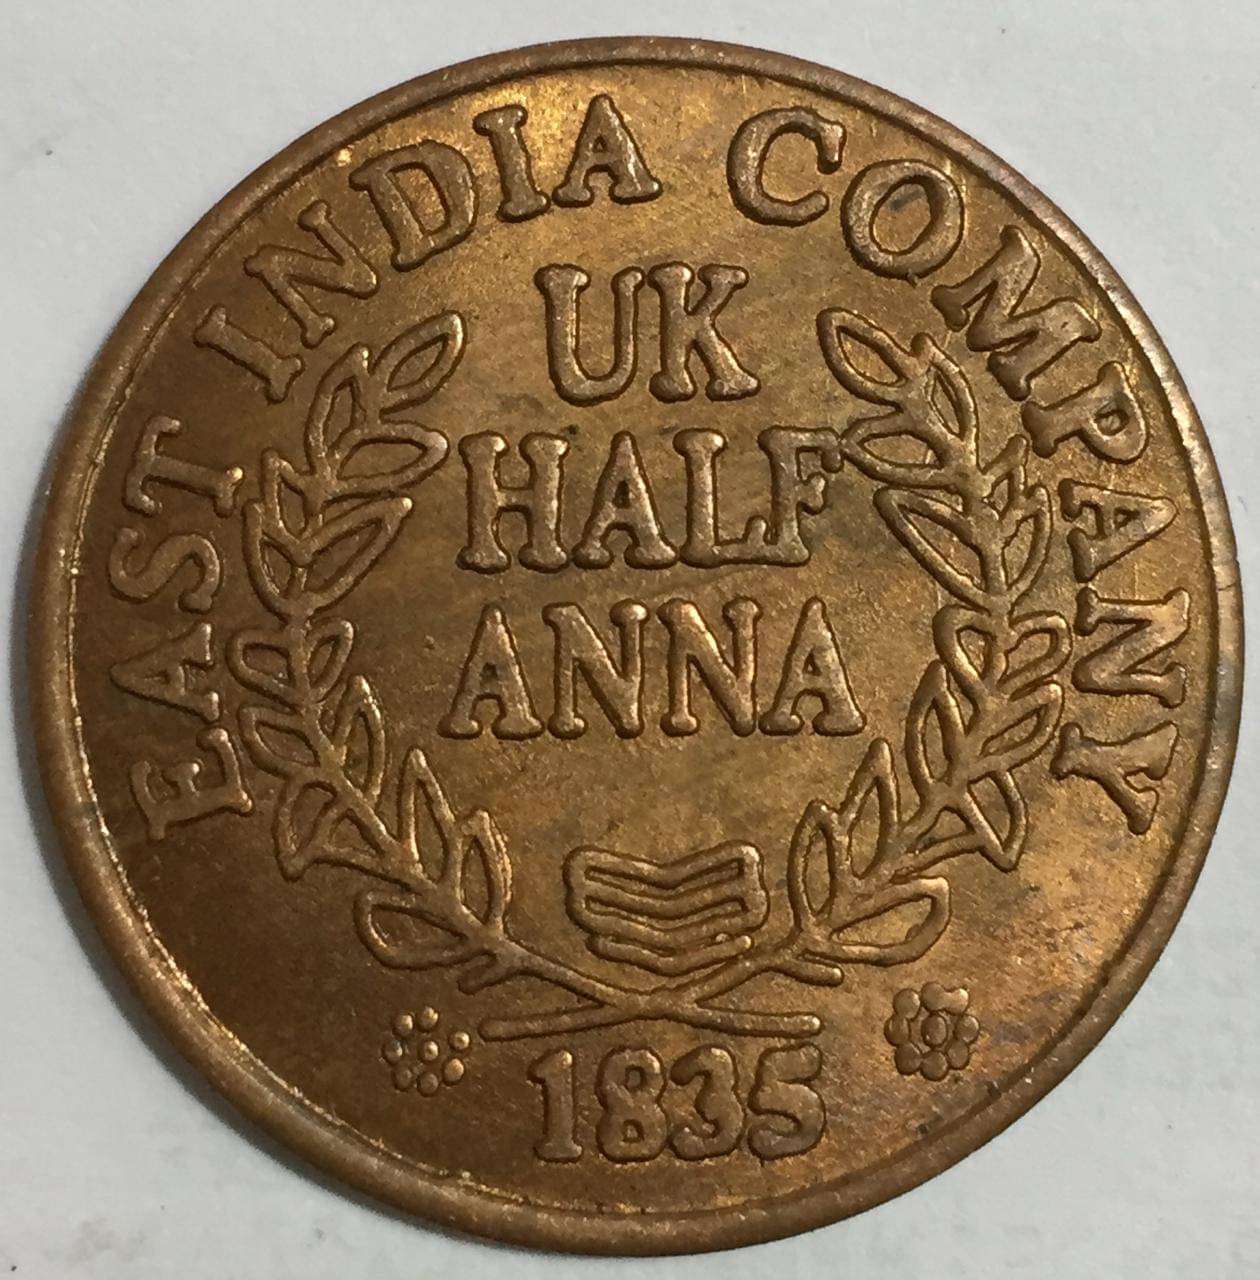 EAST INDIA COMPANY
UK
HALF
ANNA
1835